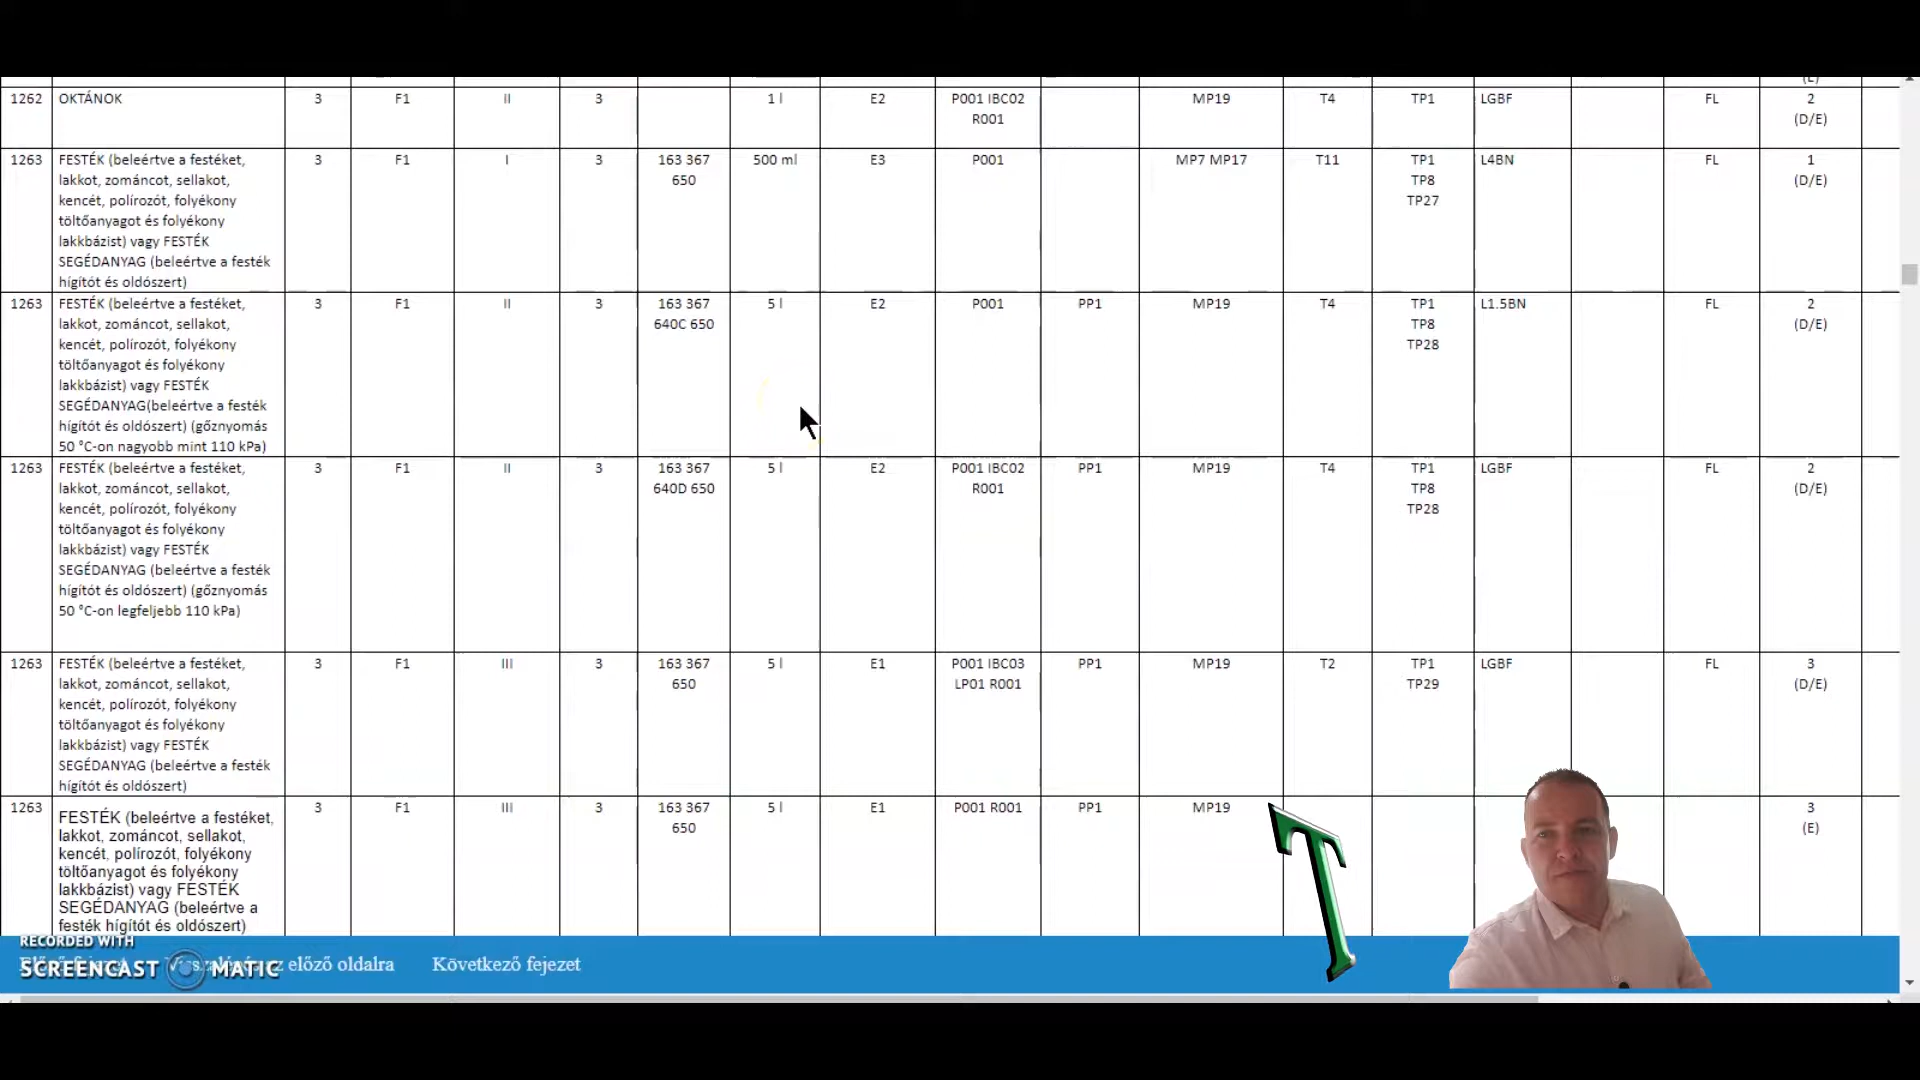 (E)
1262 OKTÁNOK 3 F1 II 3 1 l E2 P001 IBC02 MP19 T4 TP1 LGBF FL 2
R001 (D/E)
1263 FESTÉK (beleértve a festéket, 3 F1 I 3 163 367 500 ml E3 P001 MP7 MP17 T11 TP1 L4BN FL 1
lakkot, zománcot, sellakot, 650 TP8 (D/E)
kencét, polírozót, folyékony TP27
töltőanyagot és folyékony
lakkbázist) vagy FESTÉK
SEGÉDANYAG (beleértve a festék
hígítót és oldószert)
1263 FESTÉK (beleértve a festéket, 3 F1 II 3 163 367 5 l E2 P001 PP1 MP19 T4 TP1 L1.5BN FL 2
lakkot, zománcot, sellakot, 640C 650 TP8 (D/E)
kencét, polírozót, folyékony TP28
töltőanyagot és folyékony
lakkbázist) vagy FESTÉK
SEGÉDANYAG(beleértve a festék
hígítót és oldószert) (gőznyomás
50 °C-on nagyobb mint 110 kPa)
1263 FESTÉK (beleértve a festéket, 3 F1 II 3 163 367 5 l E2 P001 IBC02 PP1 MP19 T4 TP1 LGBF FL 2
lakkot, zománcot, sellakot, 640D 650 R001 TP8 (D/E)
kencét, polírozót, folyékony TP28
töltőanyagot és folyékony
lakkbázist) vagy FESTÉK
SEGÉDANYAG (beleértve a festék
hígítót és oldószert) (gőznyomás
50 °C-on legfeljebb 110 kPa)
1263 FESTÉK (beleértve a festéket, 3 F1 III 3 163 367 5 l E1 P001 IBC03 PP1 MP19 T2 TP1 LGBF FL 3
lakkot, zománcot, sellakot, 650 LP01 R001 TP29 (D/E)
kencét, polírozót, folyékony
töltőanyagot és folyékony
lakkbázist) vagy FESTÉK
SEGÉDANYAG (beleértve a festék
hígítót és oldószert)
1263 FESTÉK (beleértve a festéket, 3 F1 III 3 163 367 5 l E1 P001 R001 PP1 MP19 3
lakkot, zománcot, sellakot, 650 (E)
kencét, polírozót, folyékony
töltőanyagot és folyékony
lakkbázist) vagy FESTÉK
SEGÉDANYAG (beleértve a
festék hígítót és oldószert)
T
RECORDED WITH
SCREENCAST MATIC
előző oldalra Következő fejezet